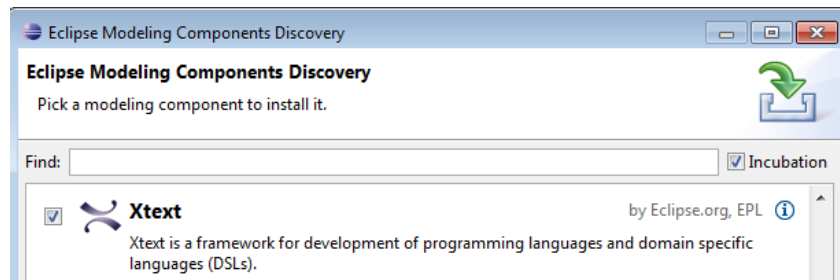 Eclipse Modeling Components Discovery
Eclipse Modeling Components Discovery
Pick a modeling component to install it.
Find:
Incubation
Xtext
by Eclipse.org, EPL
Xtext is a framework for development of programming languages and domain specific
languages (DSLs).